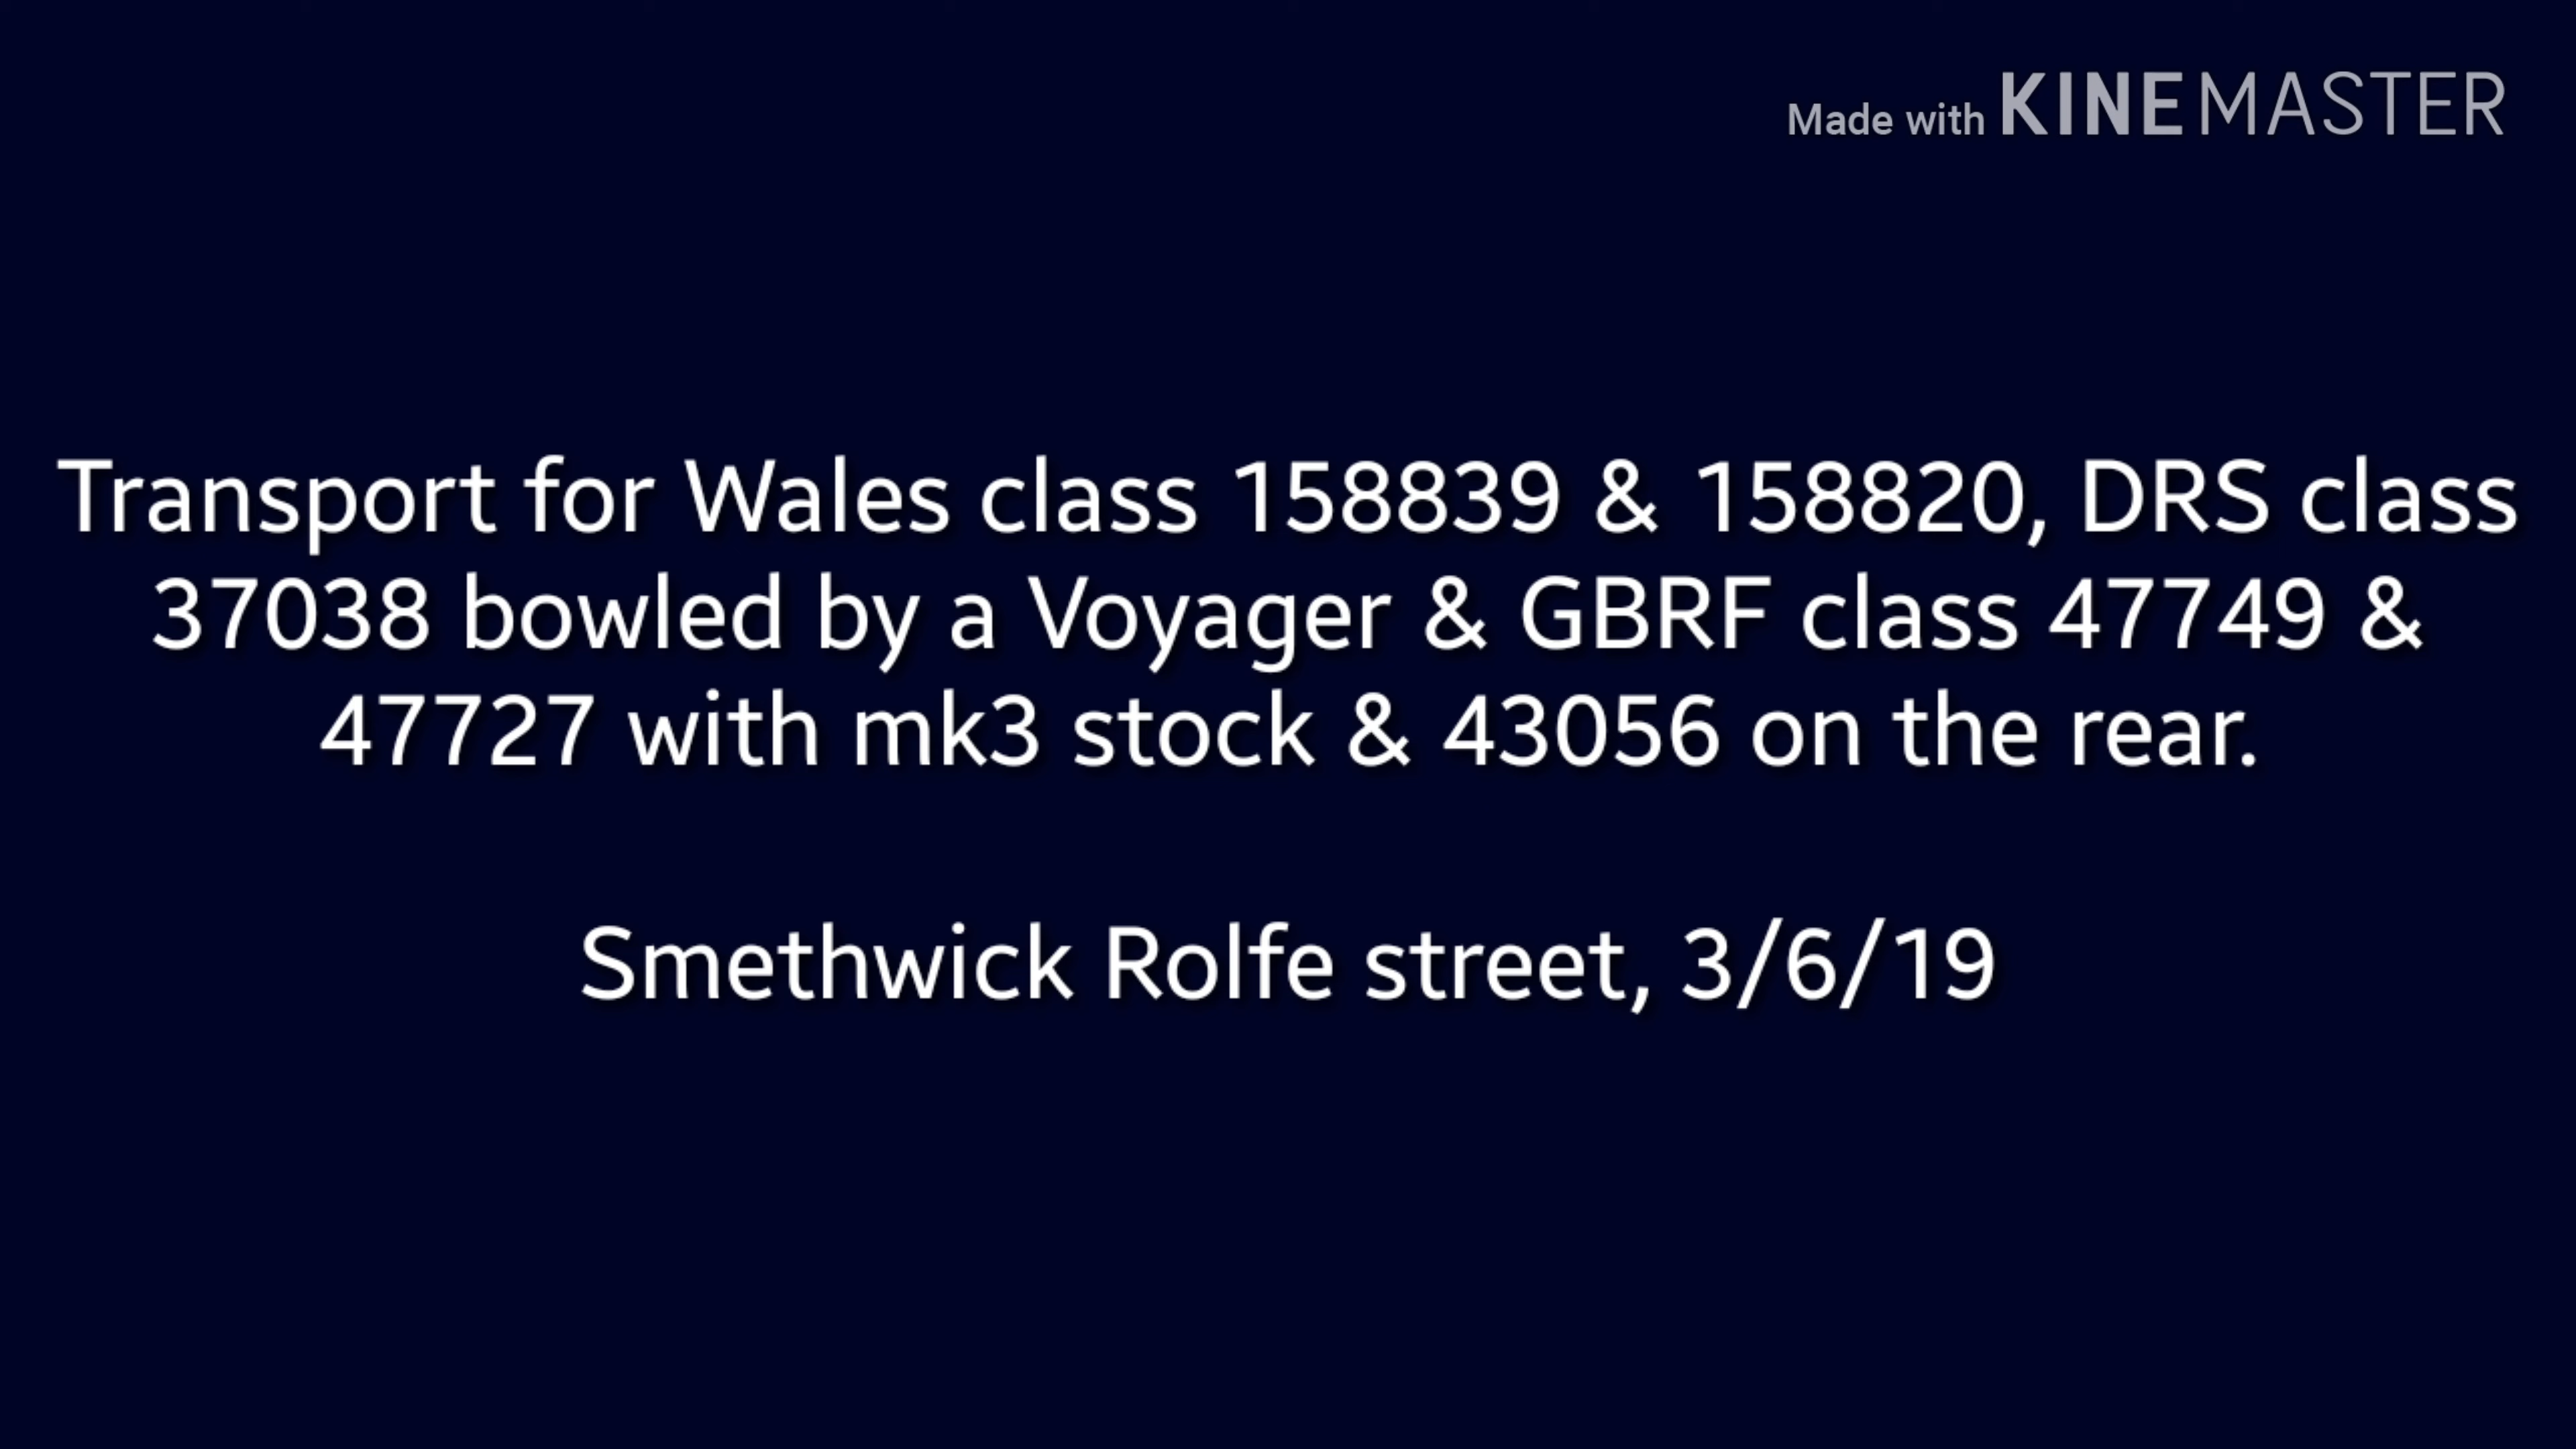 Made with KINEMASTER
Transport for Wales class 158839 & 158820, DRS class
37038 bowled by a Voyager & GBRF class 47749 &
47727 with mk3 stock & 43056 on the rear.
Smethwick Rolfe street, 3/6/19